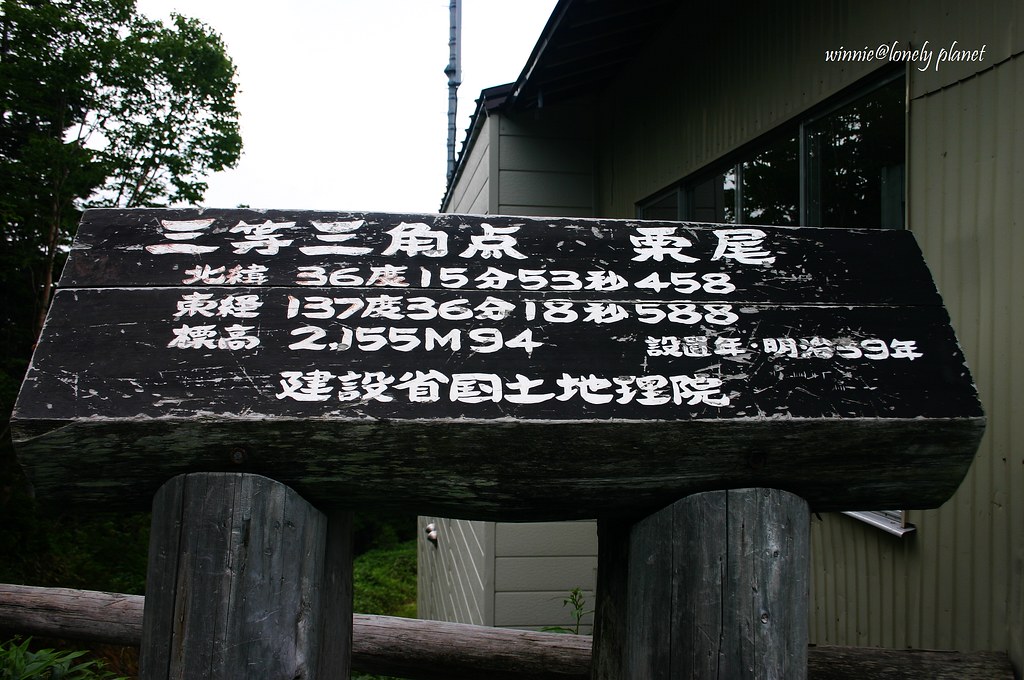 winnie@lonely planet
三等三角点 栗尾
北緯 36度15分53秒458
東経 137度36分18秒588
標高 2,155M94
設置年・明治39年
建設省国土地理院